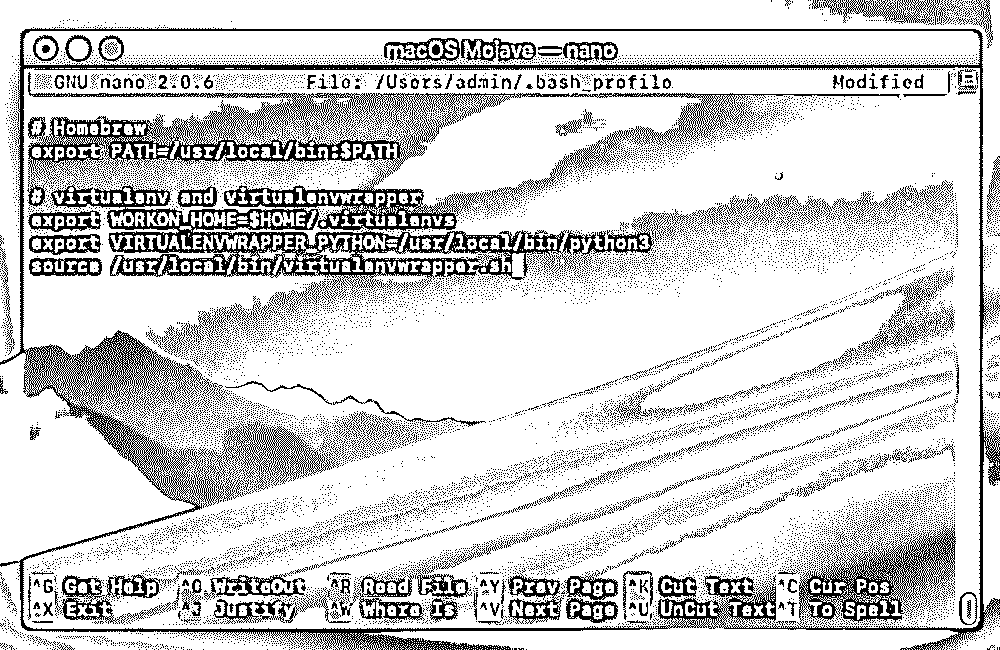 macOS Mojave — nano
GNU nano 2.0.6 File: /Users/admin/.bash_profile Modified
# Homebrew
export PATH=/usr/local/bin:$PATH
# virtualenv and virtualenvwrapper
export WORKON_HOME=$HOME/.virtualenvs
export VIRTUALENVWRAPPER_PYTHON=/usr/local/bin/python3
source /usr/local/bin/virtualenvwrapper.sh
^G Get Help ^O WriteOut ^R Read File ^Y Prev Page ^K Cut Text ^C Cur Pos
^X Exit ^J Justify ^W Where Is ^V Next Page ^U UnCut Text ^T To Spell